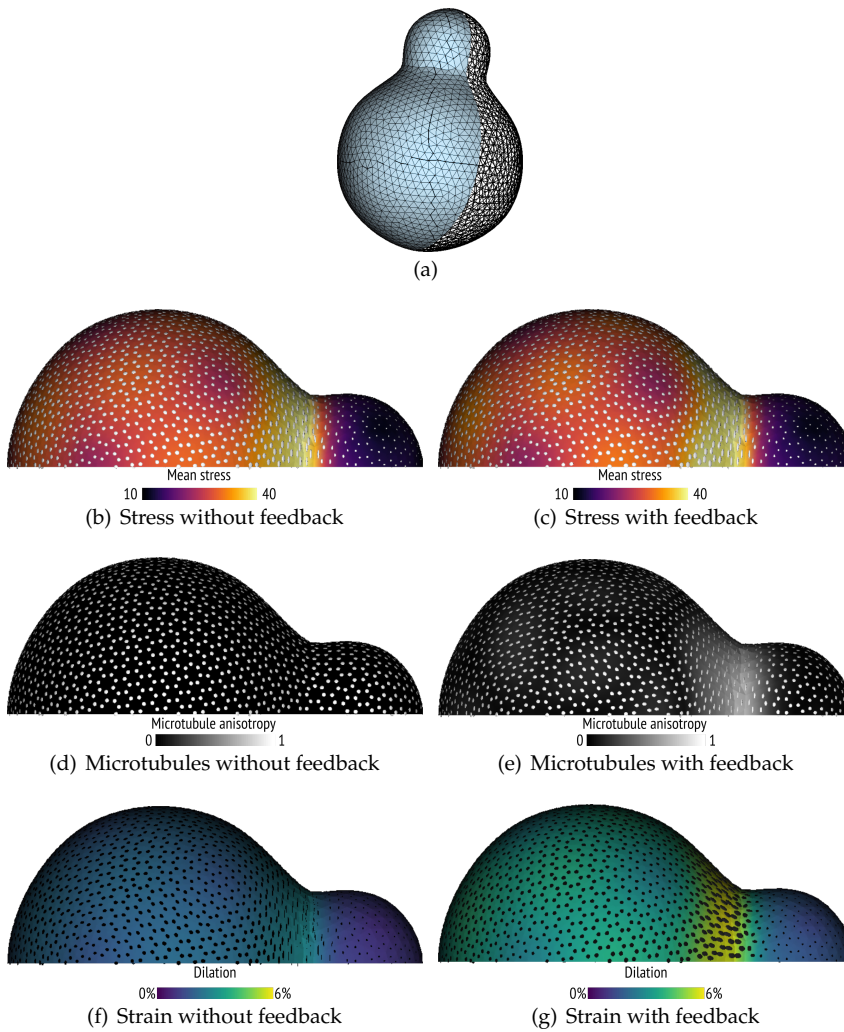 (a)
Mean stress
10 40
(b) Stress without feedback
Mean stress
10 40
(c) Stress with feedback
Microtubule anisotropy
0 1
(d) Microtubules without feedback
Microtubule anisotropy
0 1
(e) Microtubules with feedback
Dilation
0% 6%
(f) Strain without feedback
Dilation
0% 6%
(g) Strain with feedback